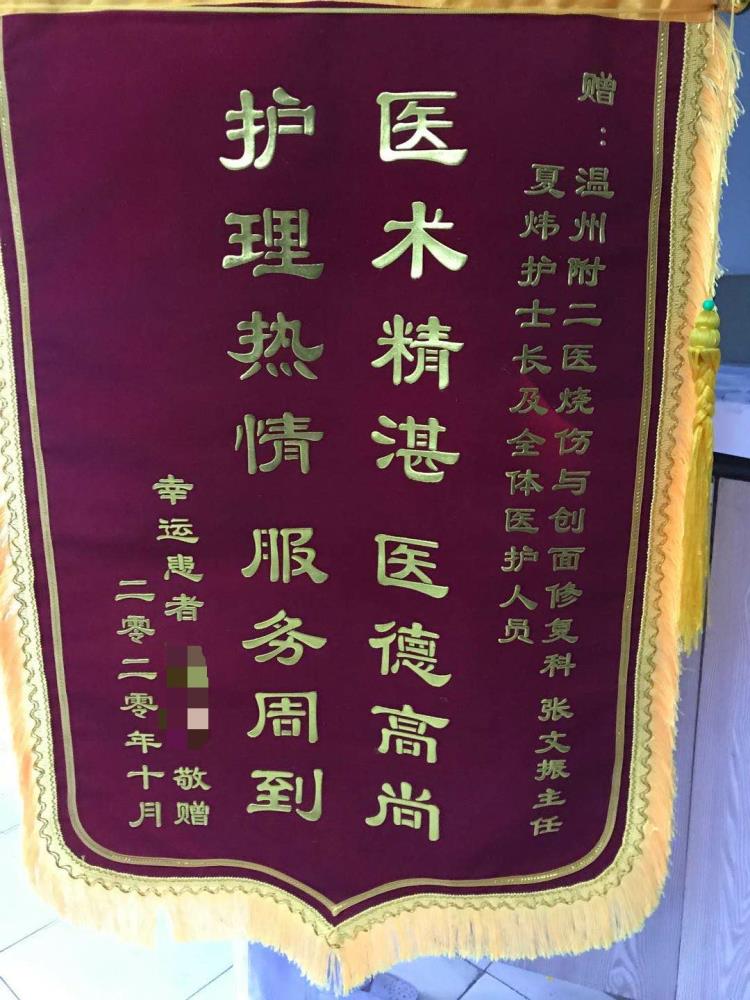 赠：温州附二医烧伤与创面修复科 张文振主任
夏炜护士长及全体医护人员
医术精湛 医德高尚
护理热情 服务周到
幸运患者 敬赠
二零二零年十月